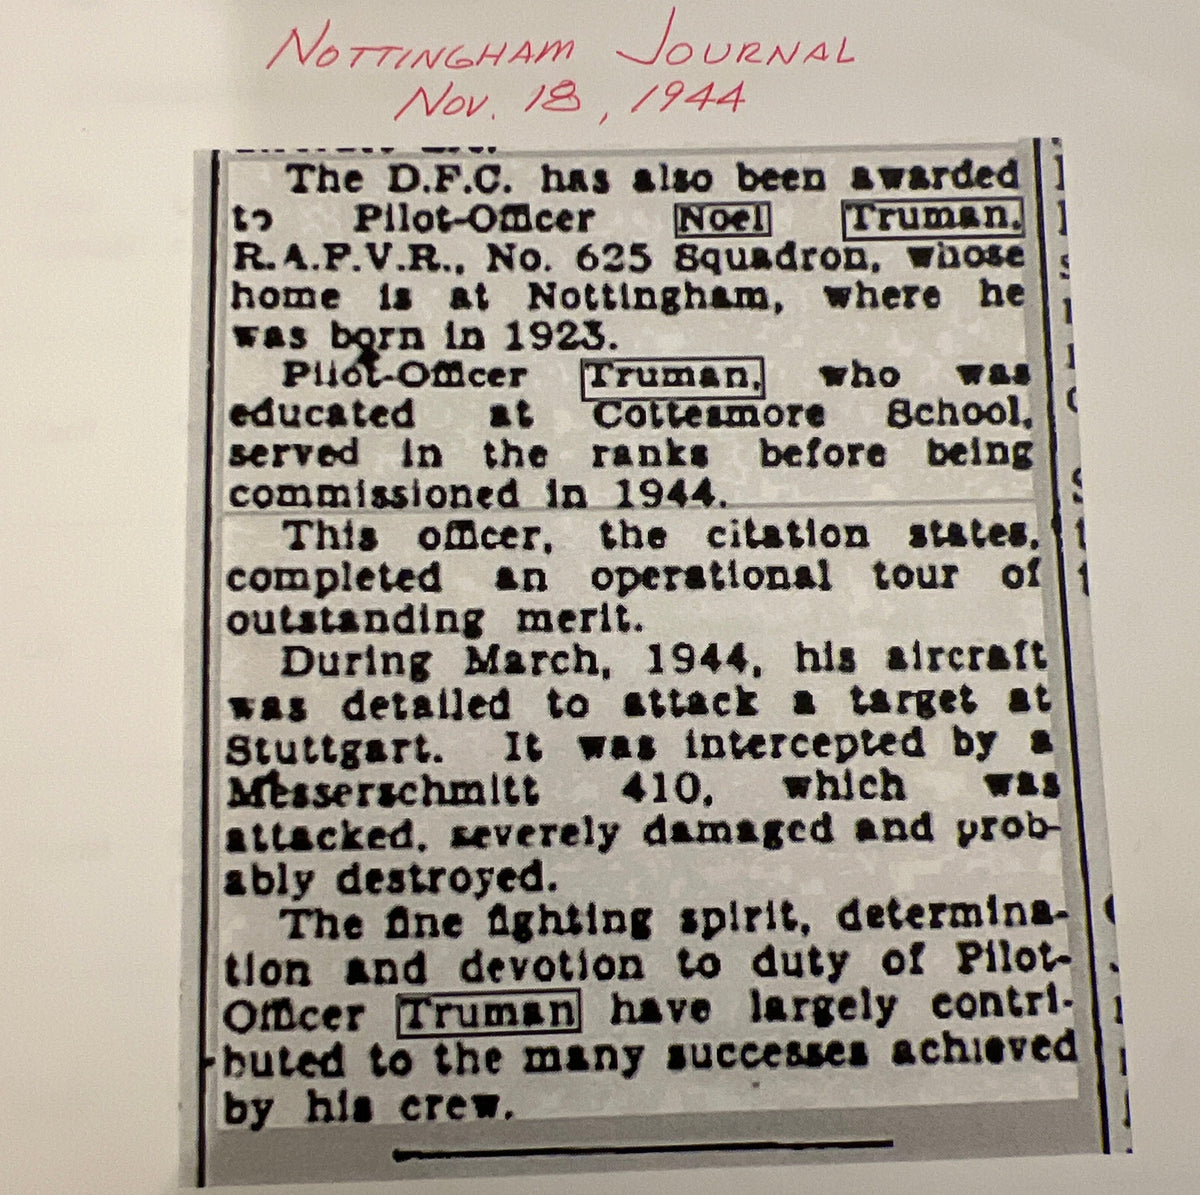 NOTTINGHAM JOURNAL
NOV. 18, 1944
The D.F.C. has also been awarded
to Pilot-Officer Noel Truman,
R.A.F.V.R., No. 625 Squadron, whose
home is at Nottingham, where he
was born in 1923.
Pilot-Officer Truman, who was
educated at Cottesmore School,
served in the ranks before being
commissioned in 1944.
This officer, the citation states,
completed an operational tour of
outstanding merit.
During March, 1944, his aircraft
was detailed to attack a target at
Stuttgart. It was intercepted by a
Messerschmitt 410, which was
attacked, severely damaged and prob-
ably destroyed.
The fine fighting spirit, determina-
tion and devotion to duty of Pilot-
Officer Truman have largely contri-
buted to the many successes achieved
by his crew.